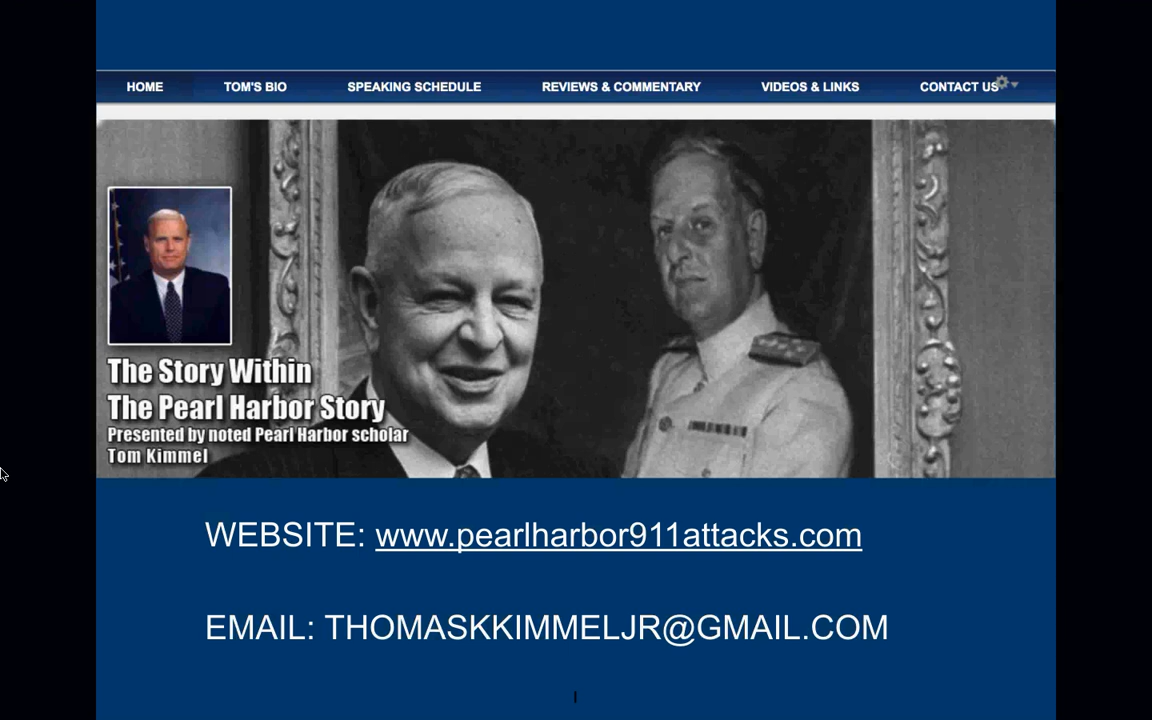 HOME TOM'S BIO SPEAKING SCHEDULE REVIEWS & COMMENTARY VIDEOS & LINKS CONTACT US
The Story Within
The Pearl Harbor Story
Presented by noted Pearl Harbor scholar
Tom Kimmel
WEBSITE: www.pearlharbor911attacks.com
EMAIL: THOMASKKIMMELJR@GMAIL.COM